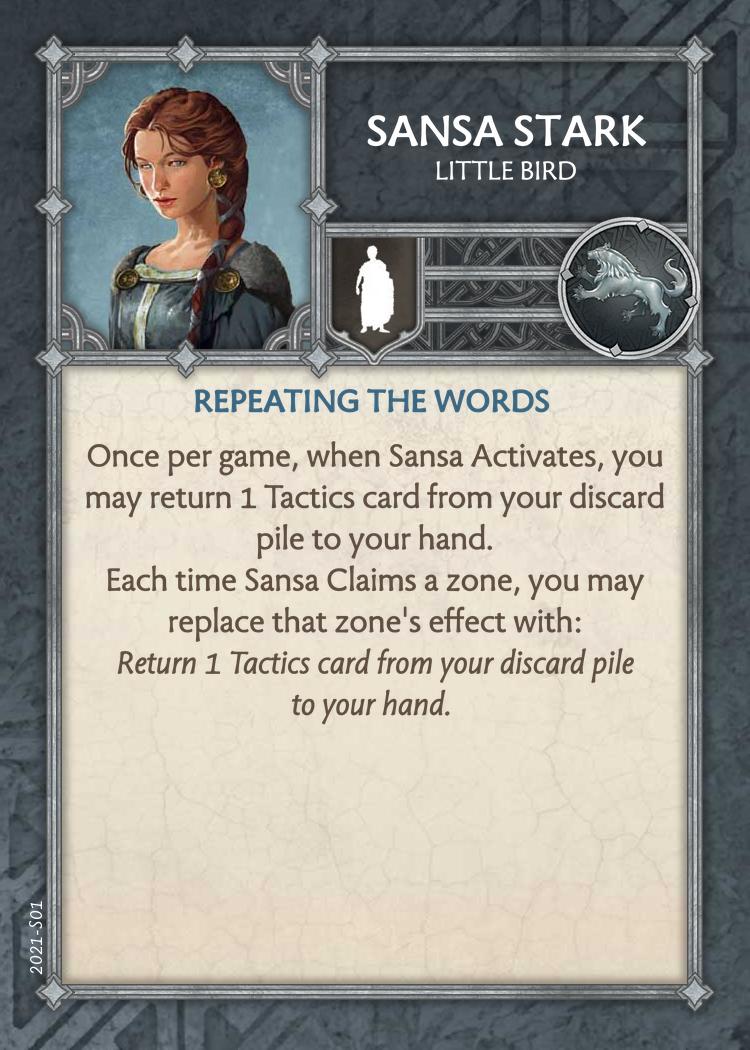 SANSA STARK
LITTLE BIRD
REPEATING THE WORDS
Once per game, when Sansa Activates, you
may return 1 Tactics card from your discard
pile to your hand.
Each time Sansa Claims a zone, you may
replace that zone's effect with:
Return 1 Tactics card from your discard pile
to your hand.
2021-S01